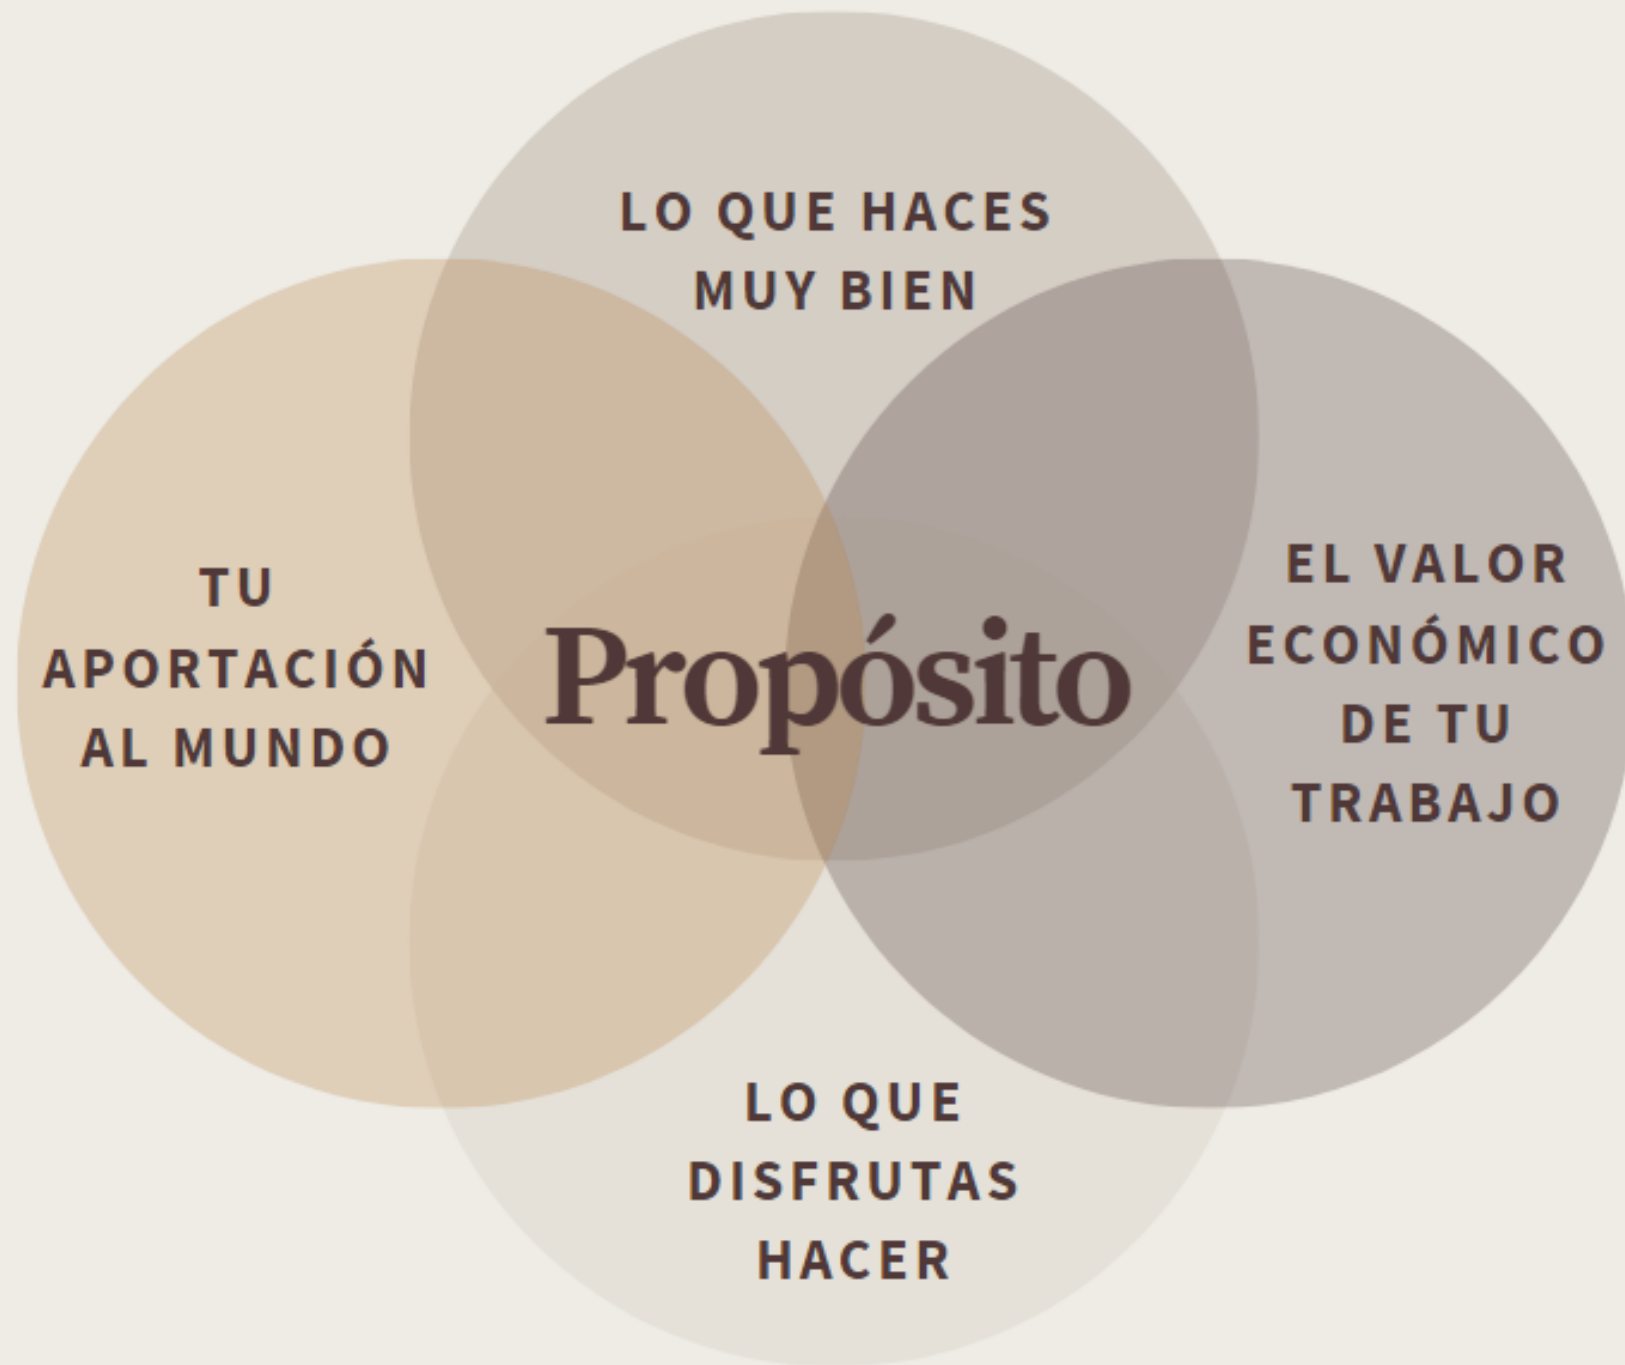 LO QUE HACES
MUY BIEN
TU
APORTACIÓN
AL MUNDO
Propósito
EL VALOR
ECONÓMICO
DE TU
TRABAJO
LO QUE
DISFRUTAS
HACER